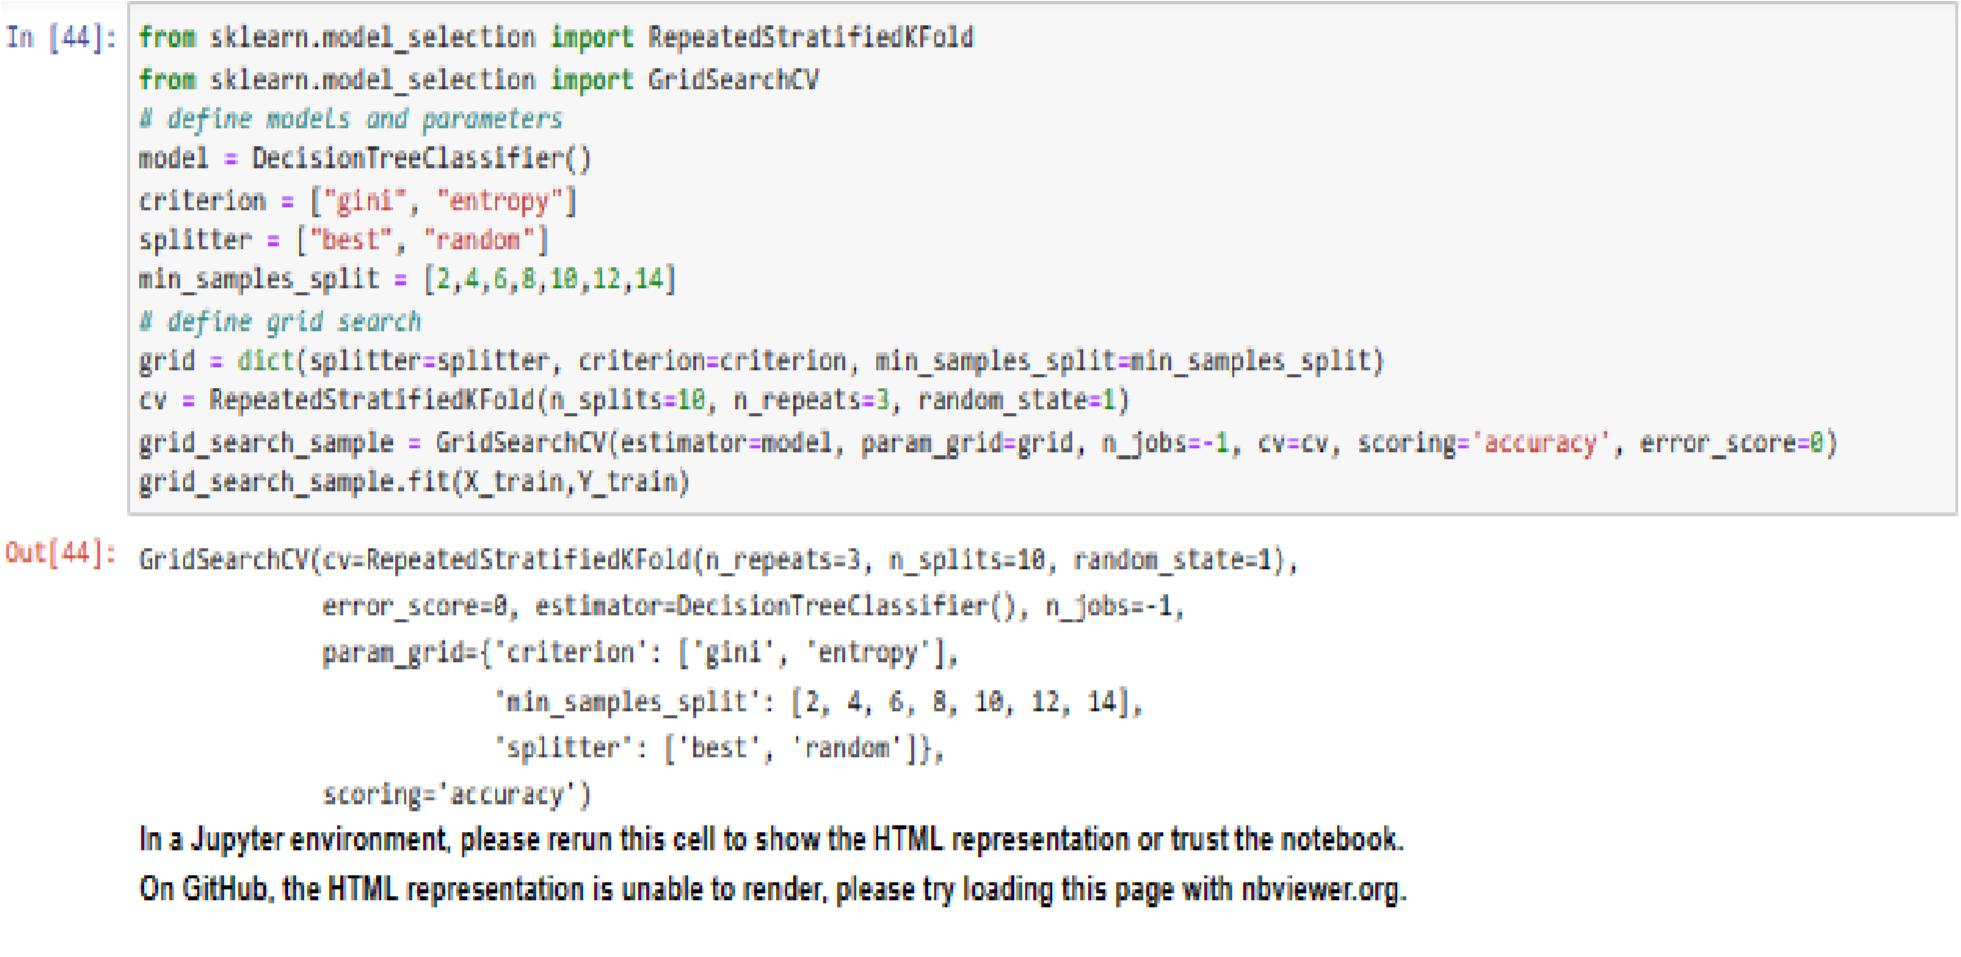 In [44]: from sklearn.model_selection import RepeatedStratifiedKFold
from sklearn.model_selection import GridSearchCV
# define models and parameters
model = DecisionTreeClassifier()
criterion = ["gini", "entropy"]
splitter = ["best", "random"]
min_samples_split = [2,4,6,8,10,12,14]
# define grid search
grid = dict(splitter=splitter, criterion=criterion, min_samples_split=min_samples_split)
cv = RepeatedStratifiedKFold(n_splits=10, n_repeats=3, random_state=1)
grid_search_sample = GridSearchCV(estimator=model, param_grid=grid, n_jobs=-1, cv=cv, scoring='accuracy', error_score=0)
grid_search_sample.fit(X_train,Y_train)
Out[44]: GridSearchCV(cv=RepeatedStratifiedKFold(n_repeats=3, n_splits=10, random_state=1),
error_score=0, estimator=DecisionTreeClassifier(), n_jobs=-1,
param_grid={'criterion': ['gini', 'entropy'],
'min_samples_split': [2, 4, 6, 8, 10, 12, 14],
'splitter': ['best', 'random']},
scoring='accuracy')
In a Jupyter environment, please rerun this cell to show the HTML representation or trust the notebook.
On GitHub, the HTML representation is unable to render, please try loading this page with nbviewer.org.